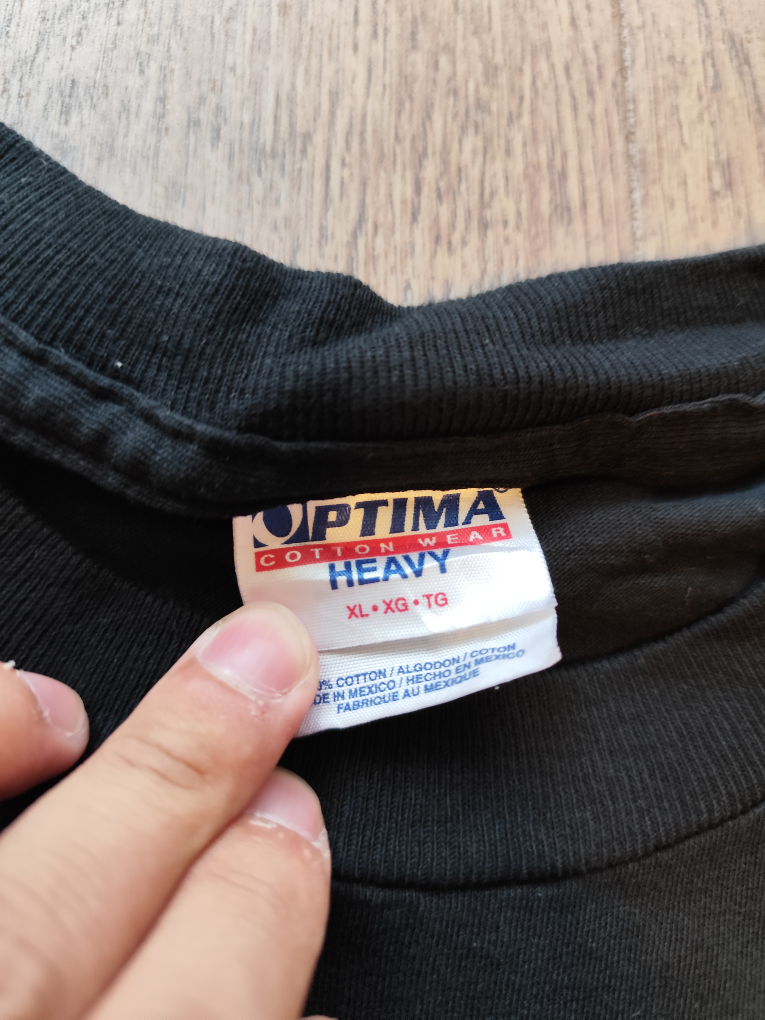 OPTIMA
COTTON WEAR
HEAVY
XL • XG • TG
% COTTON / ALGODON / COTON
DE IN MEXICO / HECHO EN MEXICO
FABRIQUE AU MEXIQUE